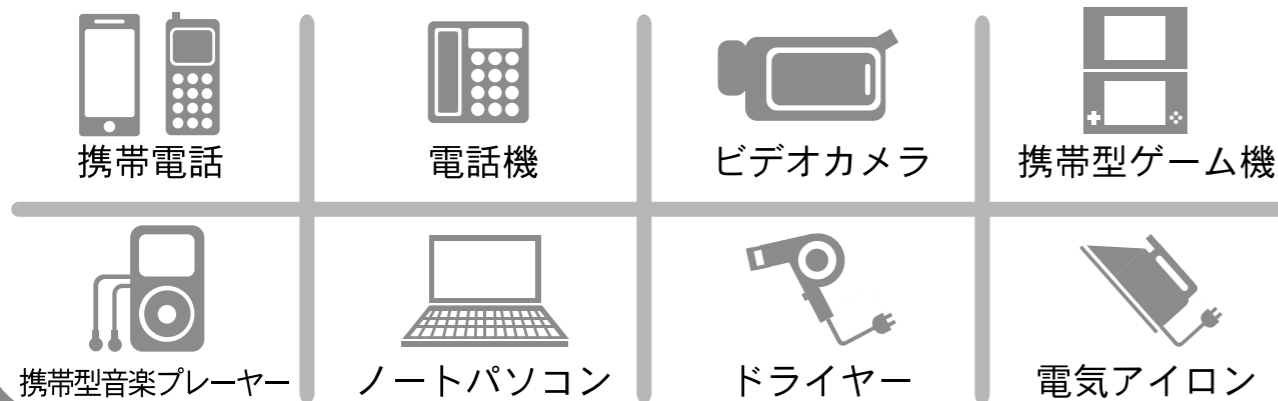 携帯電話
電話機
ビデオカメラ
携帯型ゲーム機
携帯型音楽プレーヤー
ノートパソコン
ドライヤー
電気アイロン